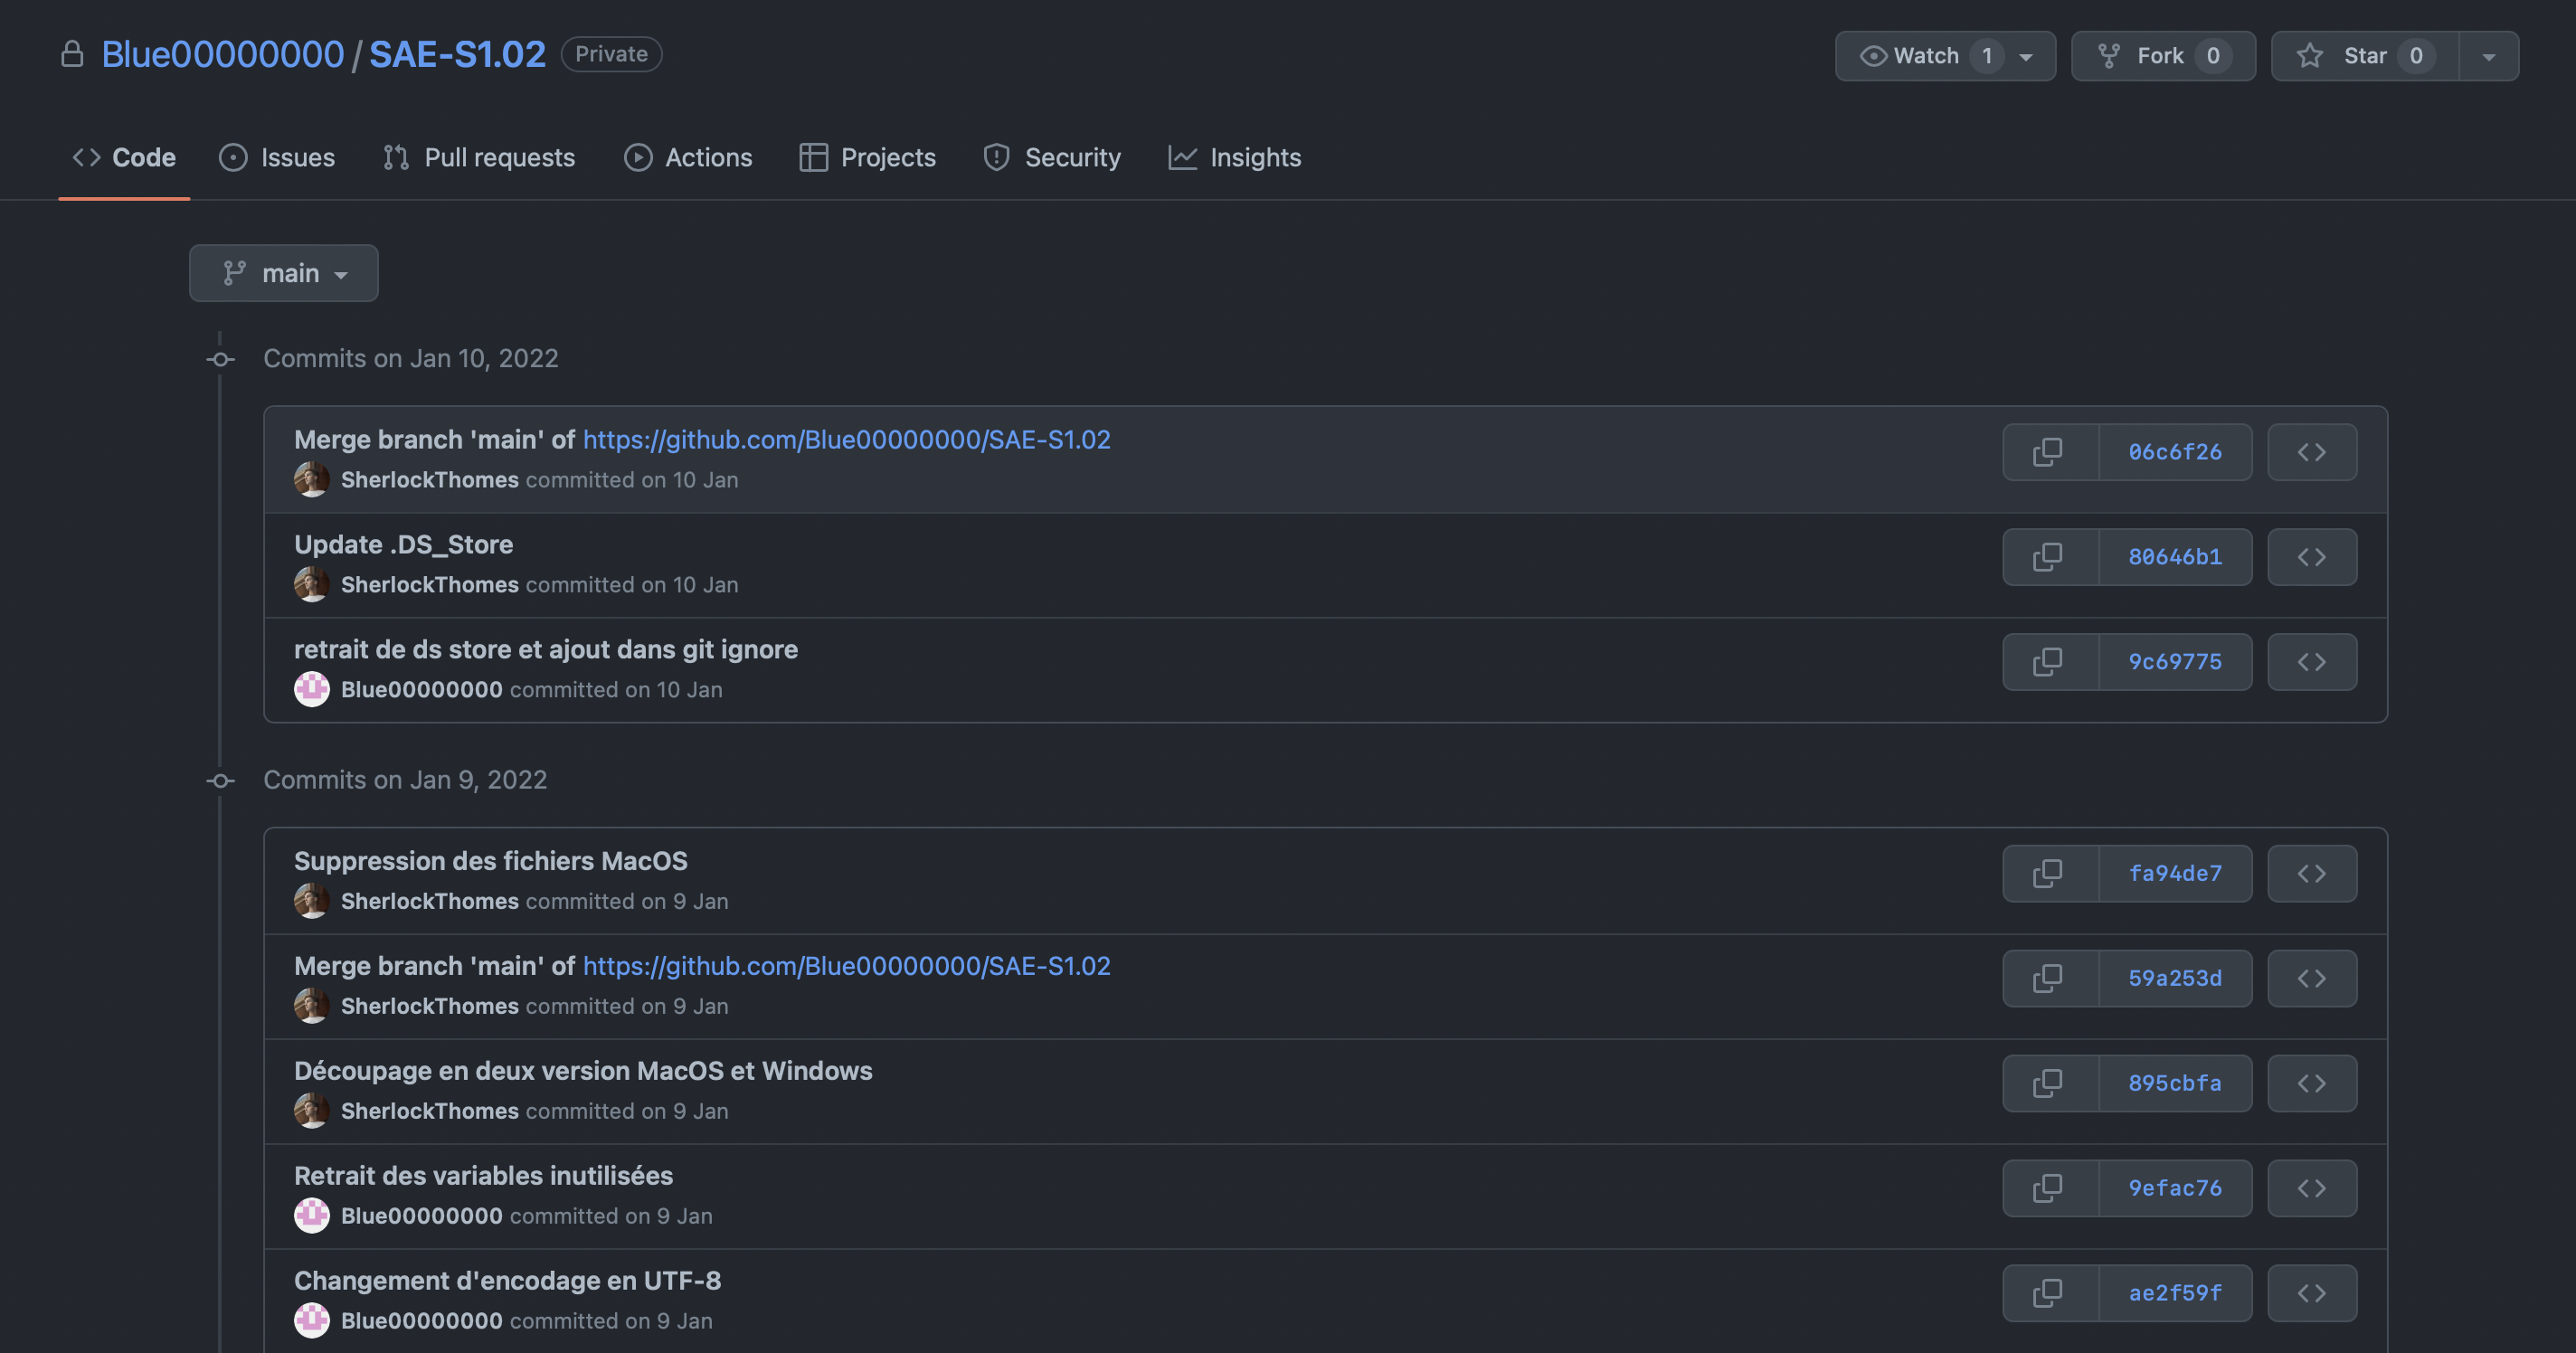 Blue00000000 / SAE-S1.02 Private
Watch 1
Fork 0
Star 0
Code
Issues
Pull requests
Actions
Projects
Security
Insights
main
Commits on Jan 10, 2022
Merge branch 'main' of https://github.com/Blue00000000/SAE-S1.02
SherlockThomes committed on 10 Jan
06c6f26
Update .DS_Store
SherlockThomes committed on 10 Jan
80646b1
retrait de ds store et ajout dans git ignore
Blue00000000 committed on 10 Jan
9c69775
Commits on Jan 9, 2022
Suppression des fichiers MacOS
SherlockThomes committed on 9 Jan
fa94de7
Merge branch 'main' of https://github.com/Blue00000000/SAE-S1.02
SherlockThomes committed on 9 Jan
59a253d
Découpage en deux version MacOS et Windows
SherlockThomes committed on 9 Jan
895cbfa
Retrait des variables inutilisées
Blue00000000 committed on 9 Jan
9efac76
Changement d'encodage en UTF-8
Blue00000000 committed on 9 Jan
ae2f59f